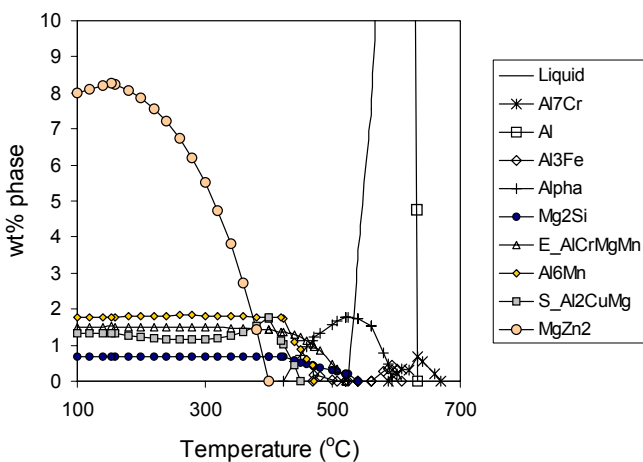 10
9
8
7
6
5
4
3
2
1
0
wt% phase
100 300 500 700
Temperature (°C)
Liquid
Al7Cr
Al
Al3Fe
Alpha
Mg2Si
E_AlCrMgMn
Al6Mn
S_Al2CuMg
MgZn2